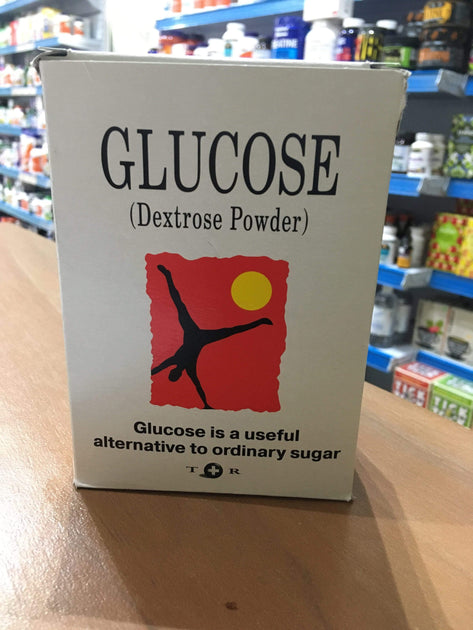 GLUCOSE
(Dextrose Powder)
Glucose is a useful
alternative to ordinary sugar
T R